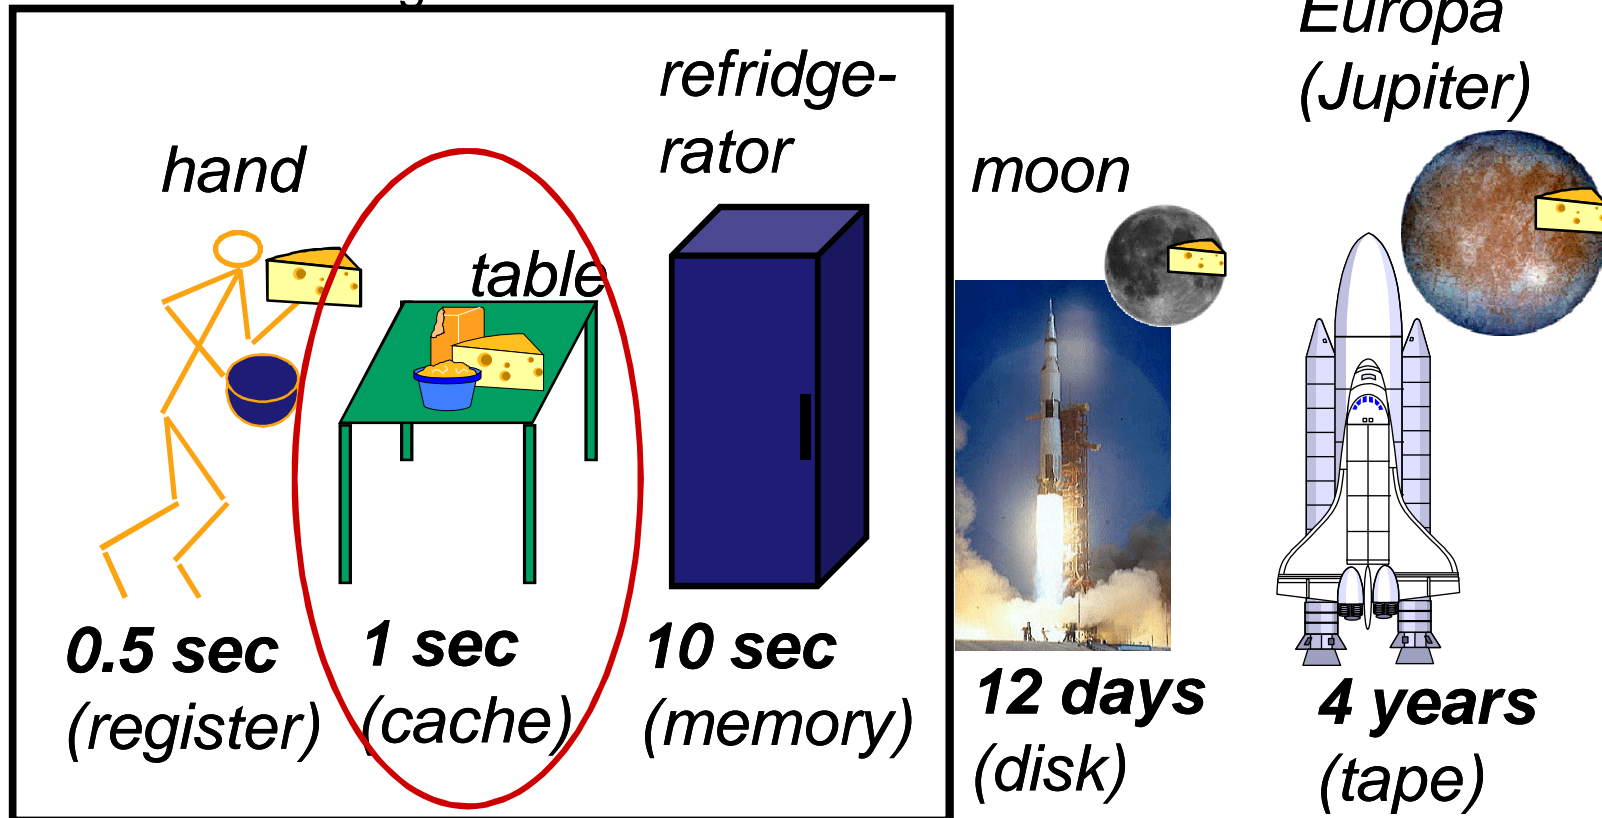 hand
table
refridge-
rator
moon
Europa
(Jupiter)
0.5 sec
(register)
1 sec
(cache)
10 sec
(memory)
12 days
(disk)
4 years
(tape)